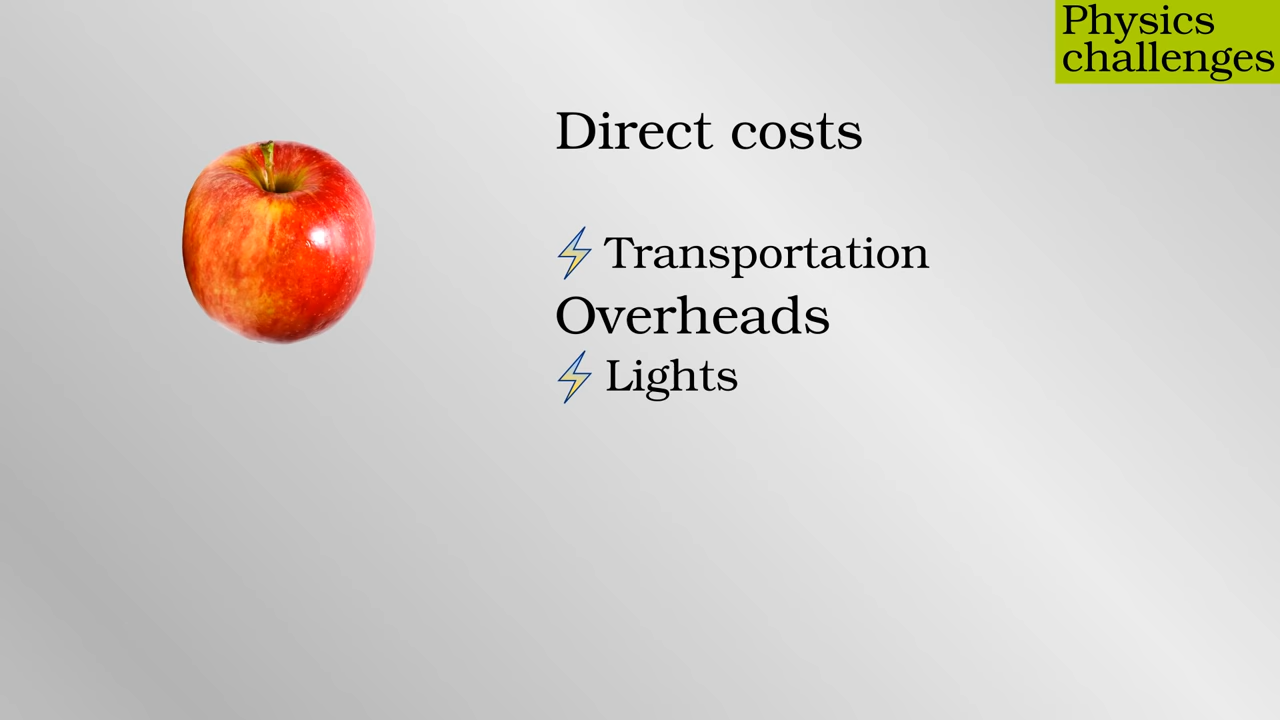 Physics
challenges
Direct costs
Transportation
Overheads
Lights